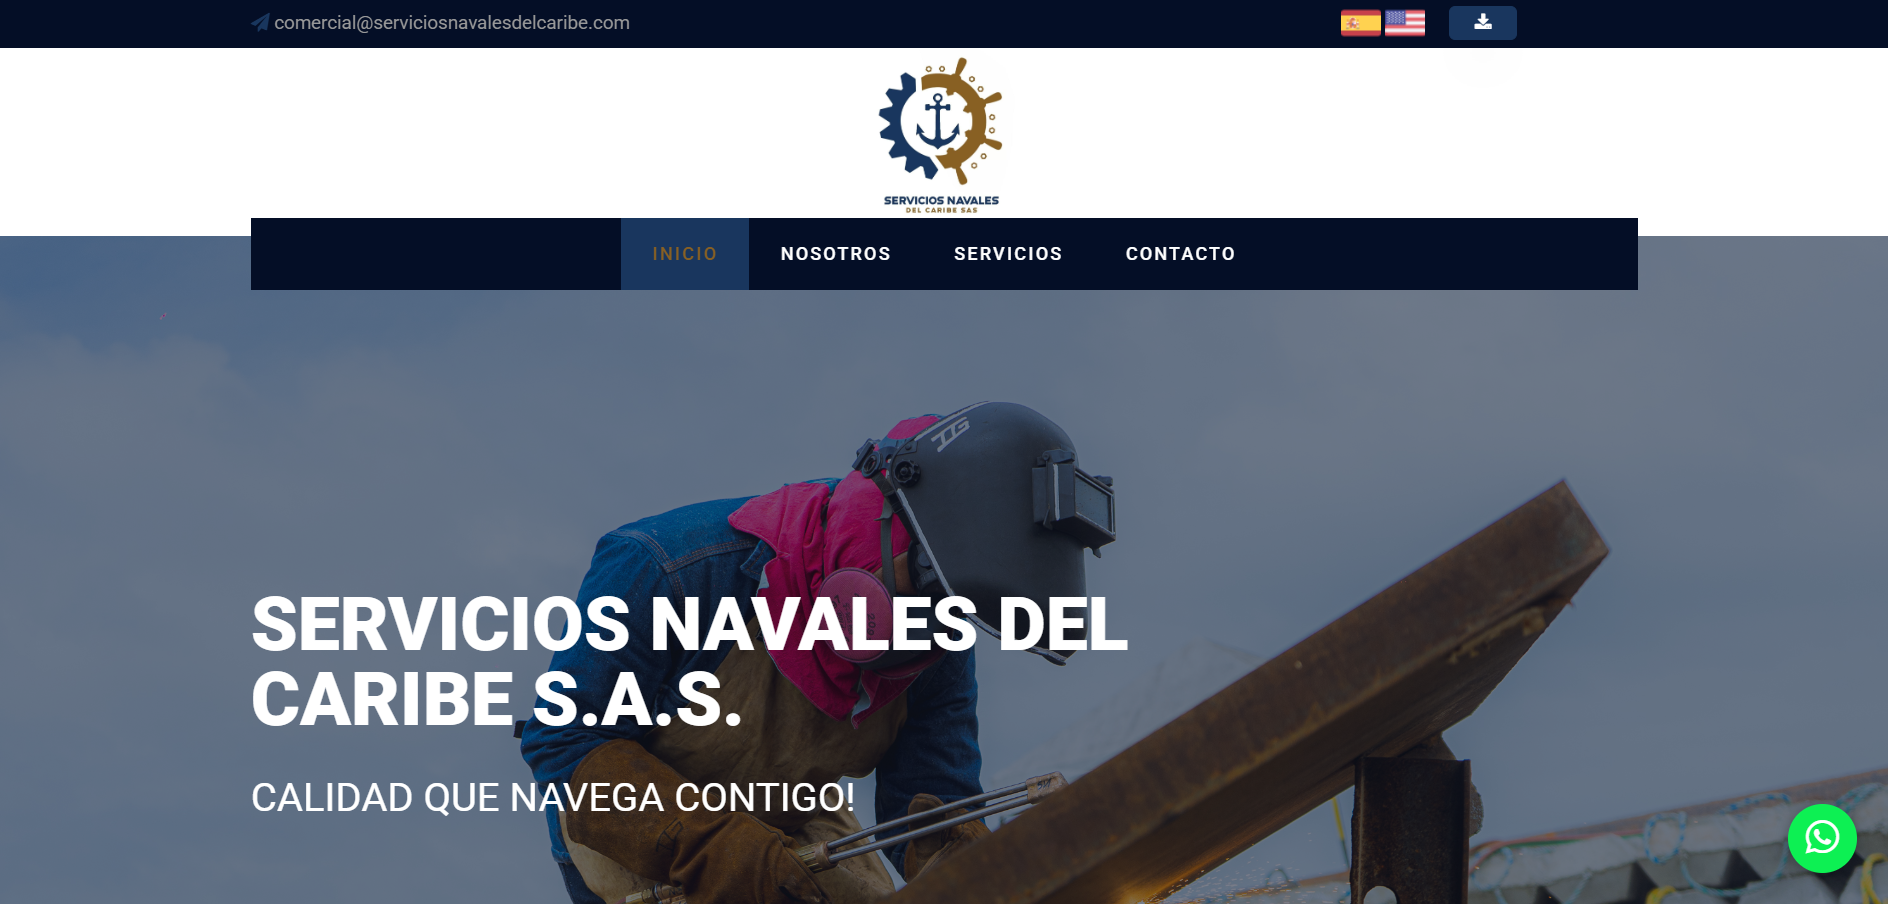 comercial@serviciosnavalesdelcaribe.com
SERVICIOS NAVALES
DEL CARIBE SAS
INICIO NOSOTROS SERVICIOS CONTACTO
SERVICIOS NAVALES DEL
CARIBE S.A.S.
CALIDAD QUE NAVEGA CONTIGO!